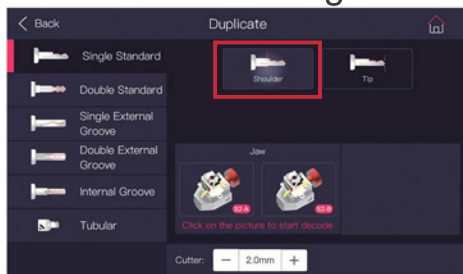 Back
Duplicate
Single Standard
Shoulder
Tip
Double Standard
Single External
Groove
Double External
Groove
Jaw
Internal Groove
S2-A
S2-B
Click on the picture to start decode
Tubular
Cutter:
− 2.0mm +